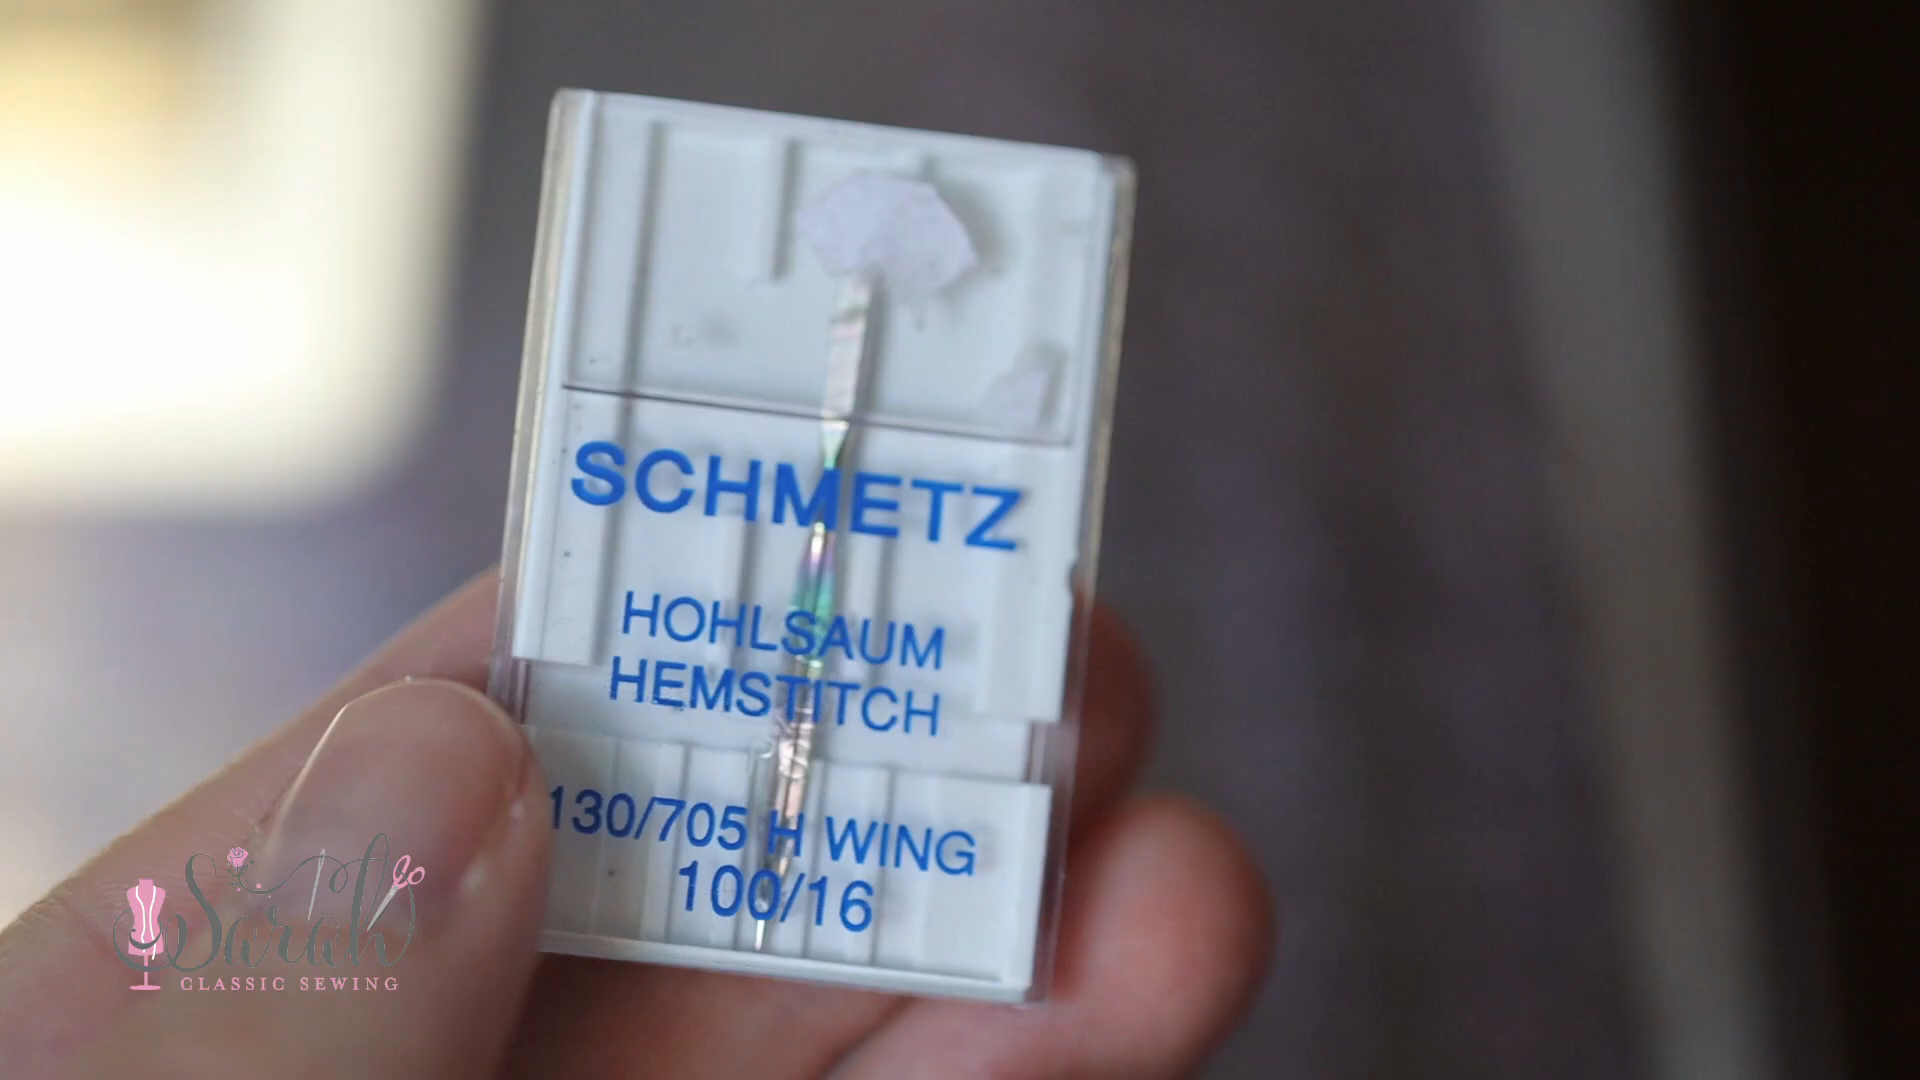 SCHMETZ
HOHLSAUM
HEMSTITCH
130/705 H WING
100/16
Sarah
CLASSIC SEWING